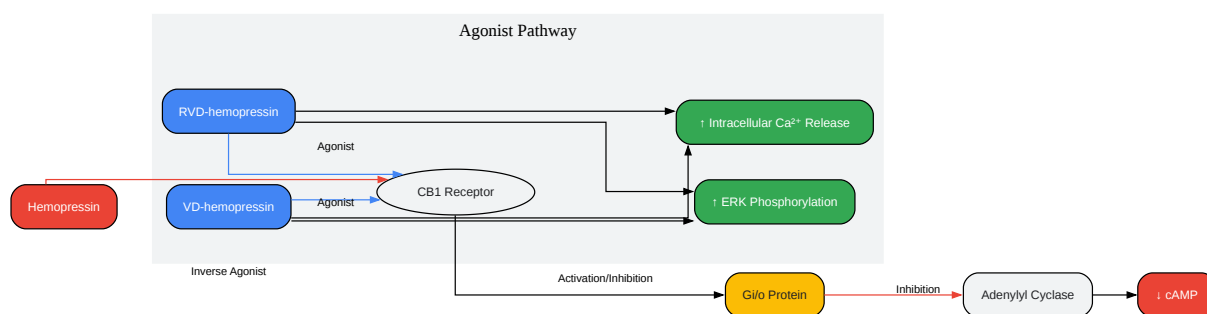 Agonist Pathway
RVD-hemopressin
↑ Intracellular Ca²⁺ Release
Agonist
CB1 Receptor
Hemopressin
VD-hemopressin
Agonist
↑ ERK Phosphorylation
Inverse Agonist
Activation/Inhibition
Gi/o Protein
Inhibition
Adenylyl Cyclase
↓ cAMP